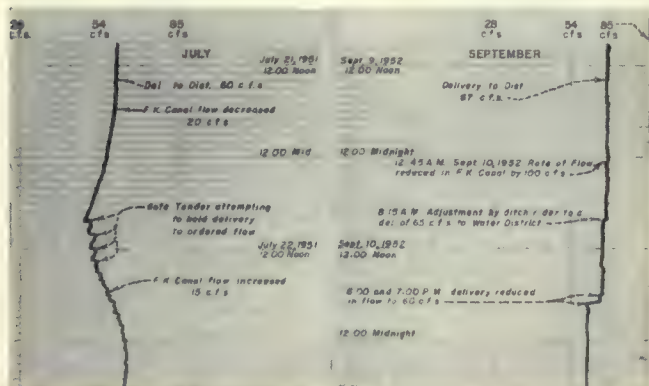 28 54 85
c.f.s. cfs cfs
JULY
July 21, 1951
12:00 Noon
Del to Dist. 60 c.f.s
F K Canal flow decreased
20 c f s
12:00 Mid
Gate Tender attempting
to hold delivery
to ordered flow
July 22, 1951
12:00 Noon
F K Canal flow increased
15 c f s
28 54 85
cfs cfs cfs
Sept. 9, 1952
12:00 Noon
SEPTEMBER
Delivery to Dist
67 c.f.s.
12:00 Midnight
12:45 A.M. Sept 10, 1952 Rate of Flow
reduced in F K Canal by 100 c f s
8:15 A.M. Adjustment by ditch rider to a
del of 65 c f s to Water District
Sept. 10, 1952
12:00 Noon
6:00 and 7:00 P.M. delivery reduced
in flow to 60 c f s
12:00 Midnight